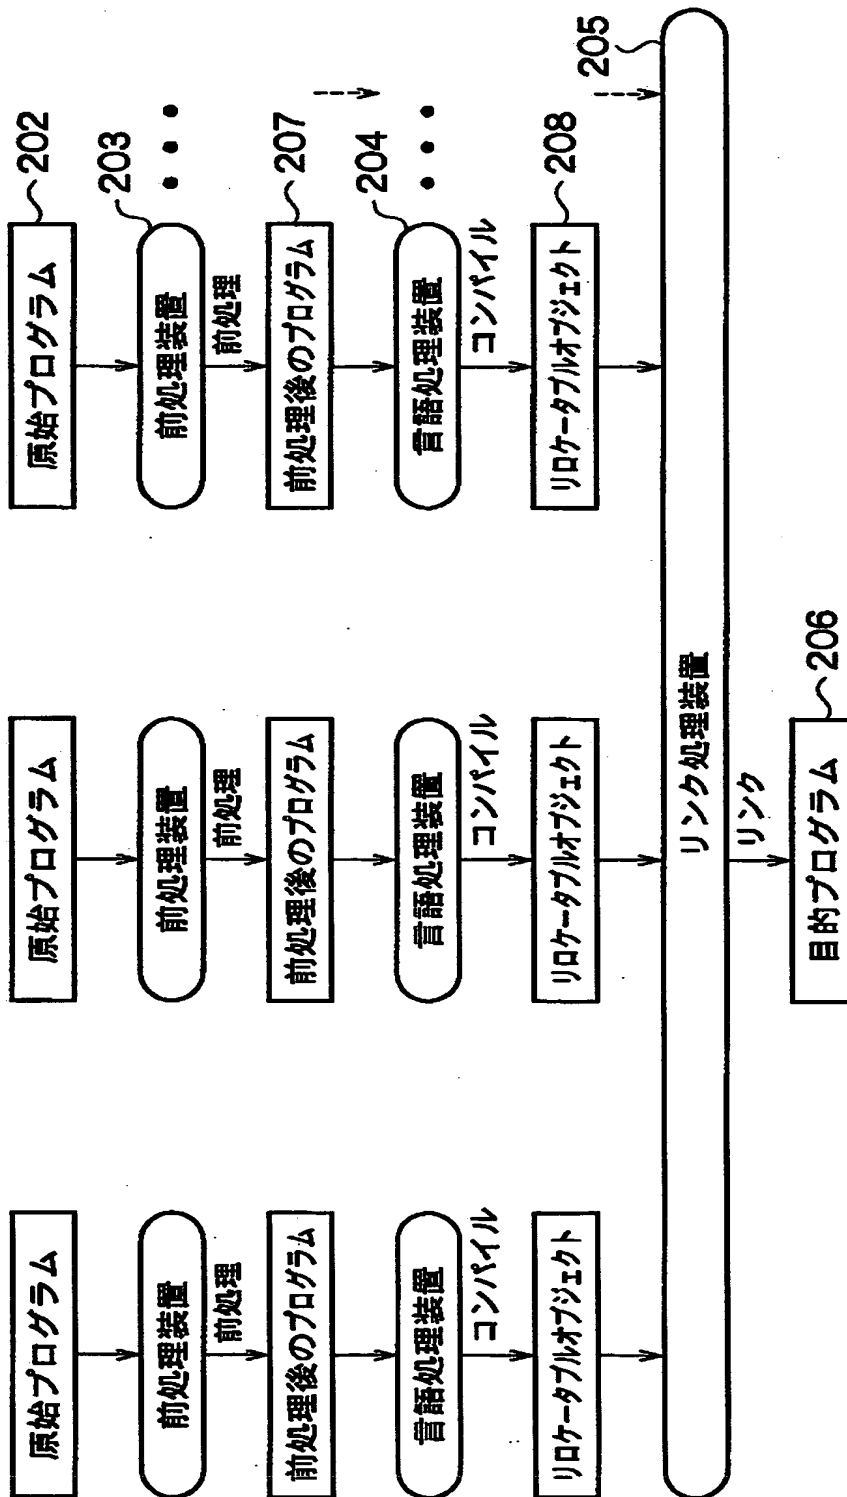 原始プログラム
原始プログラム
原始プログラム
202
203
前処理装置
前処理装置
前処理装置
前処理
前処理
前処理
前処理後のプログラム
前処理後のプログラム
前処理後のプログラム
207
204
言語処理装置
言語処理装置
言語処理装置
コンパイル
コンパイル
コンパイル
リロケータブルオブジェクト
リロケータブルオブジェクト
リロケータブルオブジェクト
208
205
リンク処理装置
リンク
目的プログラム
206